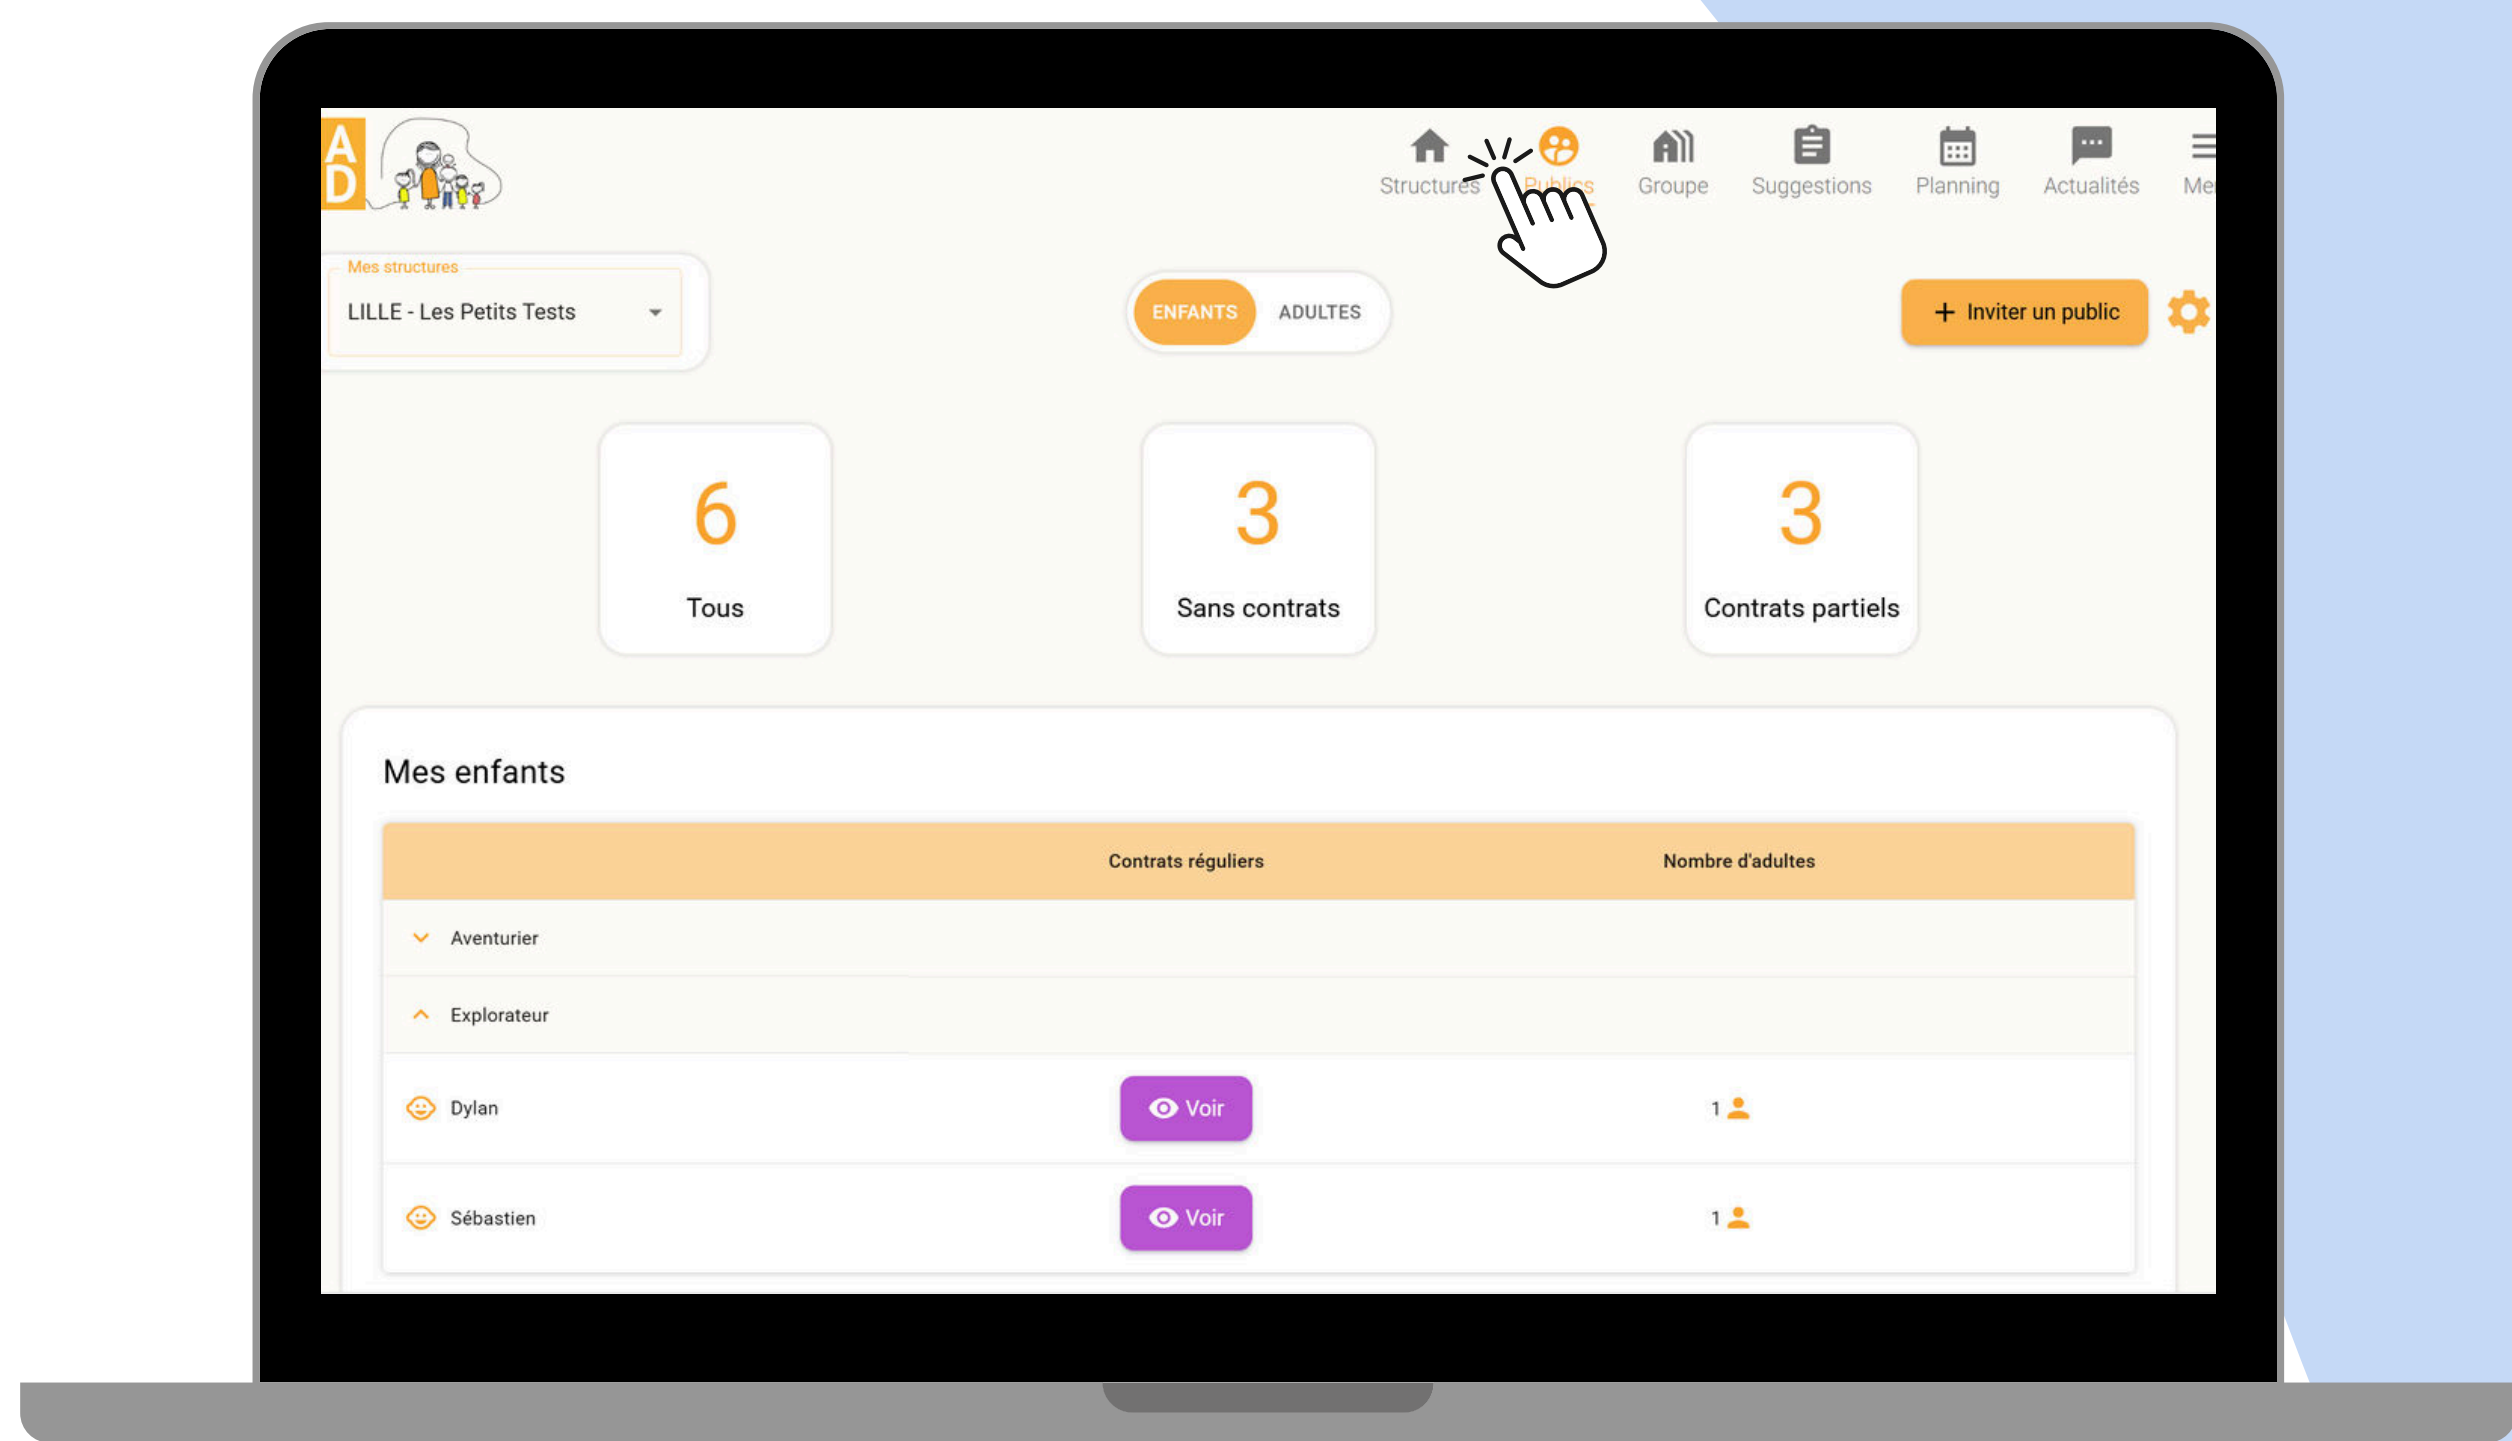 A
D
Structures
Publics
Groupe
Suggestions
Planning
Actualités
Mes structures
LILLE - Les Petits Tests
ENFANTS
ADULTES
+ Inviter un public
6
Tous
3
Sans contrats
3
Contrats partiels
Mes enfants
Contrats réguliers
Nombre d'adultes
Aventurier
Explorateur
Dylan
Voir
1
Sébastien
Voir
1